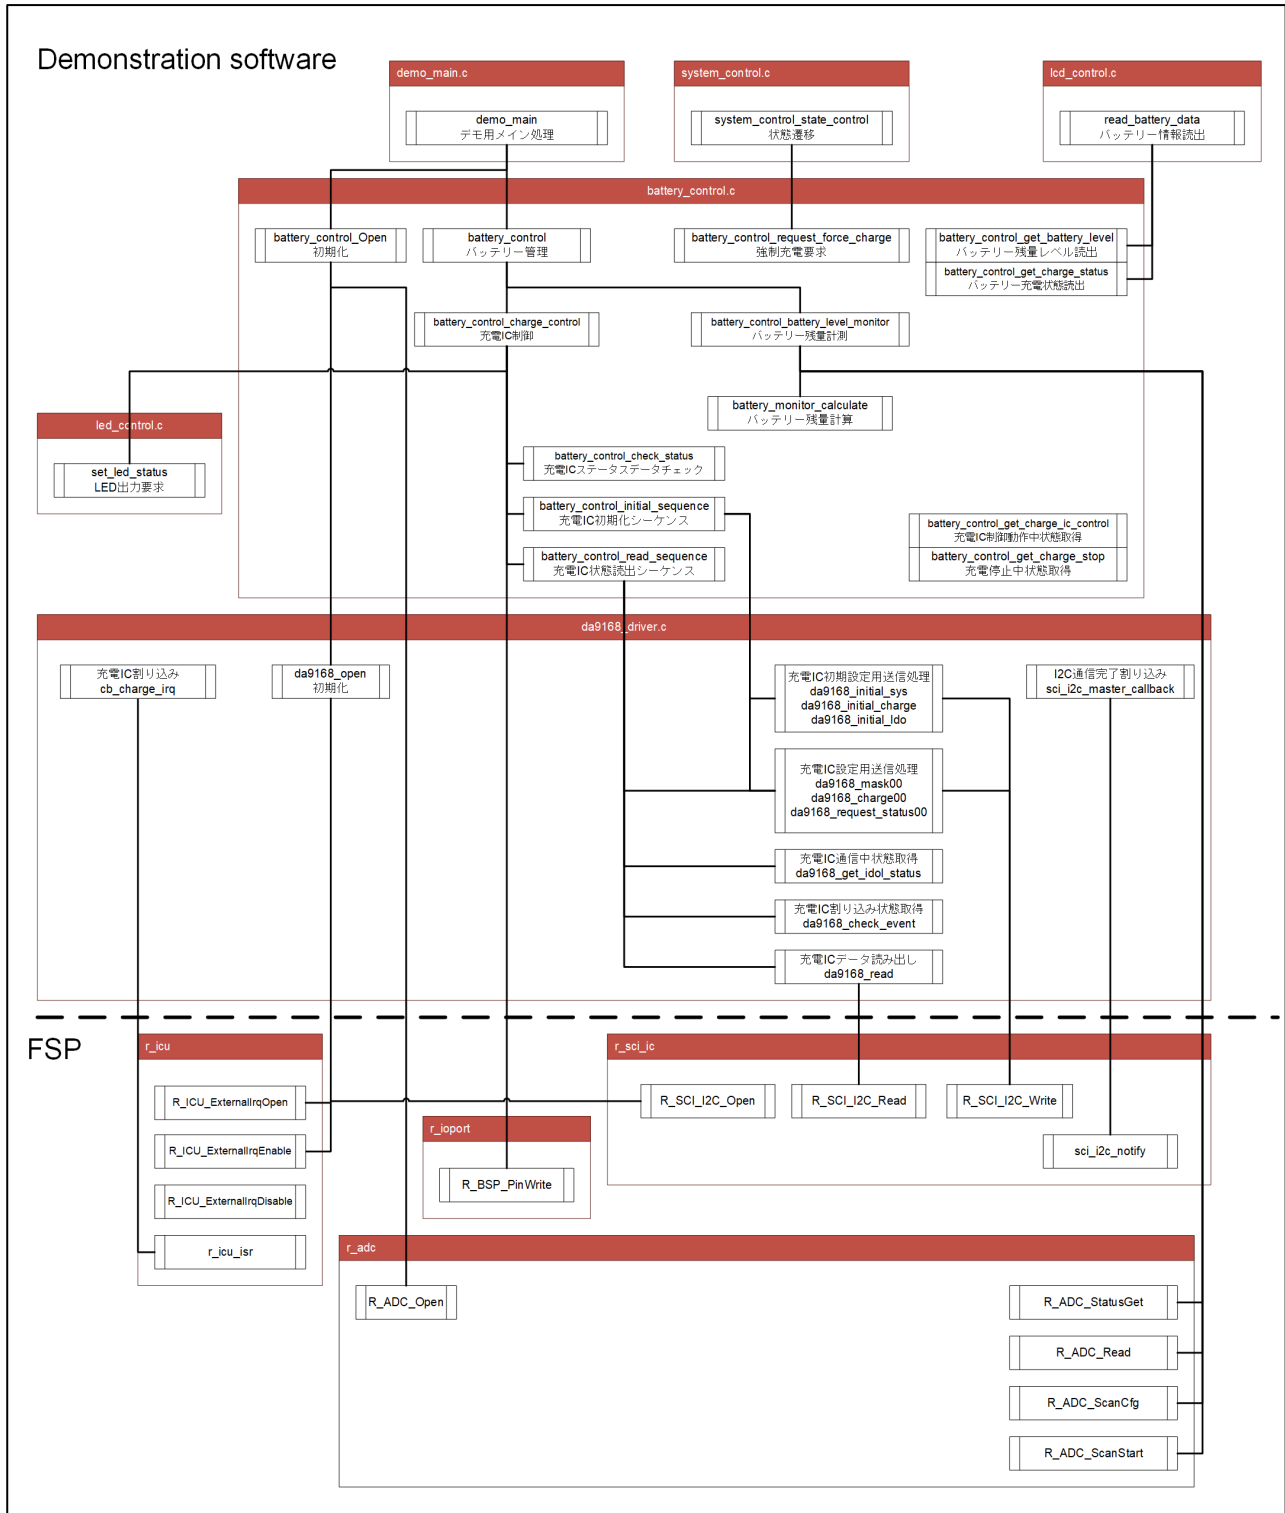 Demonstration software
demo_main.c
system_control.c
lcd_control.c
demo_main
デモ用メイン処理
system_control_state_control
状態遷移
read_battery_data
バッテリー情報読出
battery_control.c
battery_control_Open
初期化
battery_control
バッテリー管理
battery_control_request_force_charge
強制充電要求
battery_control_get_battery_level
バッテリー残量レベル読出
battery_control_get_charge_status
バッテリー充電状態読出
battery_control_charge_control
充電IC制御
battery_control_battery_level_monitor
バッテリー残量計測
battery_monitor_calculate
バッテリー残量計算
led_control.c
set_led_status
LED出力要求
battery_control_check_status
充電ICステータスデータチェック
battery_control_initial_sequence
充電IC初期化シーケンス
battery_control_read_sequence
充電IC状態読出シーケンス
battery_control_get_charge_ic_control
充電IC制御動作中状態取得
battery_control_get_charge_stop
充電停止中状態取得
da9168_driver.c
充電IC割り込み
cb_charge_irq
da9168_open
初期化
充電IC初期設定用送信処理
da9168_initial_sys
da9168_initial_charge
da9168_initial_ldo
I2C通信完了割り込み
sci_i2c_master_callback
充電IC設定用送信処理
da9168_mask00
da9168_charge00
da9168_request_status00
充電IC通信中状態取得
da9168_get_idol_status
充電IC割り込み状態取得
da9168_check_event
充電ICデータ読み出し
da9168_read
FSP
r_icu
r_sci_ic
R_ICU_ExternalIrqOpen
R_ICU_ExternalIrqEnable
R_ICU_ExternalIrqDisable
r_icu_isr
R_SCI_I2C_Open
R_SCI_I2C_Read
R_SCI_I2C_Write
sci_i2c_notify
r_ioport
R_BSP_PinWrite
r_adc
R_ADC_Open
R_ADC_StatusGet
R_ADC_Read
R_ADC_ScanCfg
R_ADC_ScanStart